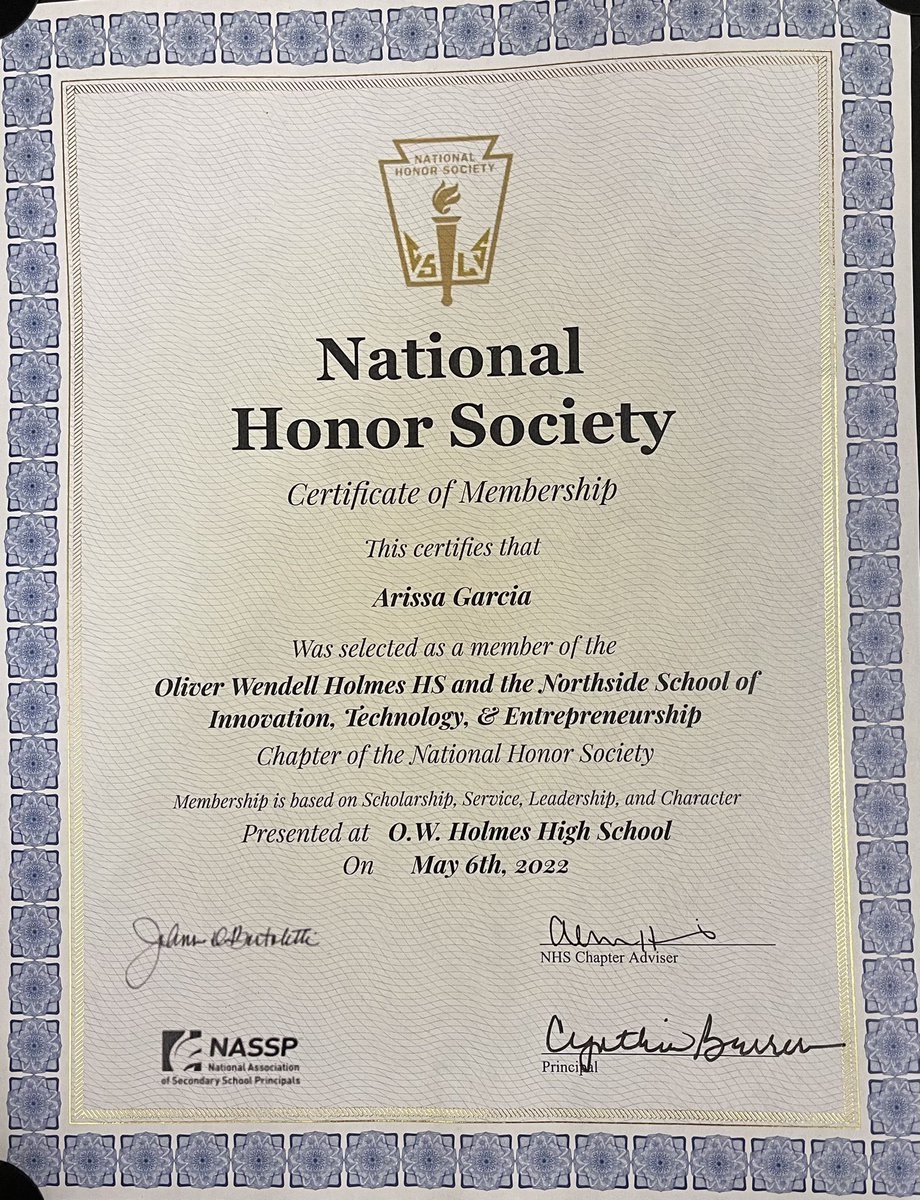 NATIONAL
HONOR SOCIETY
C S L S
National
Honor Society
Certificate of Membership
This certifies that
Arissa Garcia
Was selected as a member of the
Oliver Wendell Holmes HS and the Northside School of
Innovation, Technology, & Entrepreneurship
Chapter of the National Honor Society
Membership is based on Scholarship, Service, Leadership, and Character
Presented at O.W. Holmes High School
On May 6th, 2022
JoAnn D. Bartoletti
NHS Chapter Adviser
Cynthia
Principal
NASSP
National Association
of Secondary School Principals